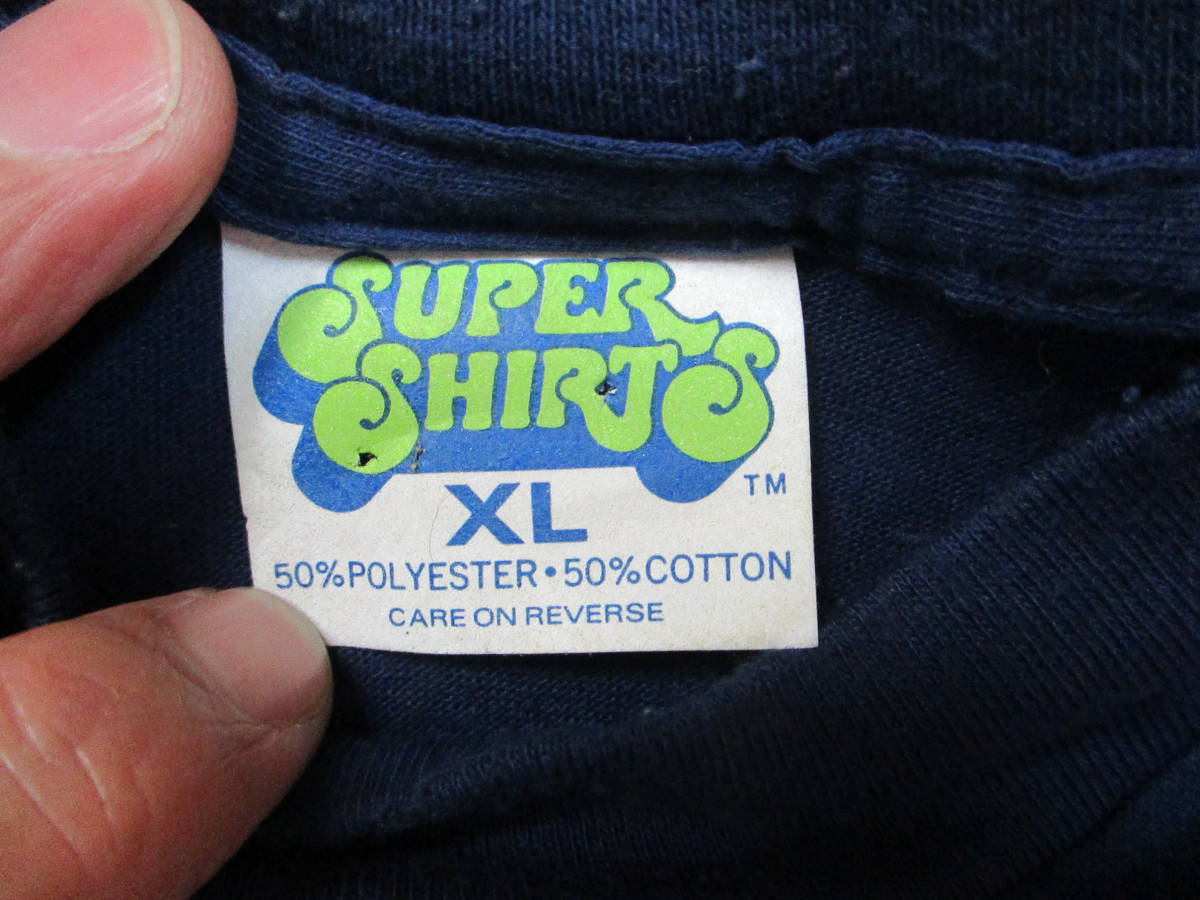 SUPER
SHIRTS
TM
XL
50% POLYESTER • 50% COTTON
CARE ON REVERSE